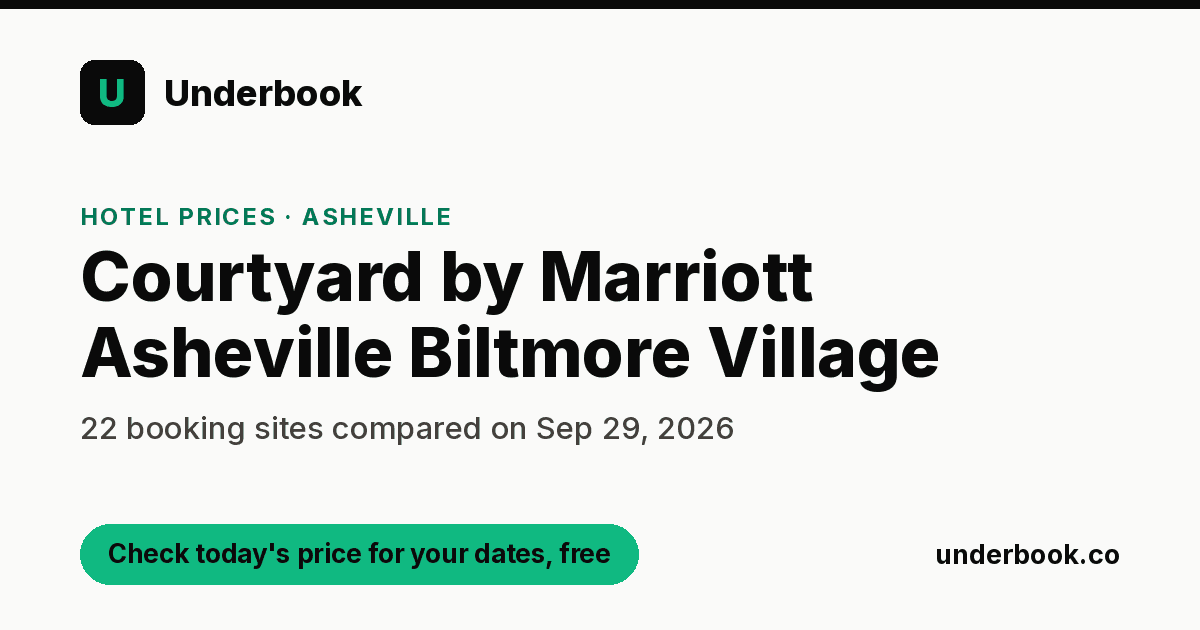 U Underbook
HOTEL PRICES · ASHEVILLE
Courtyard by Marriott
Asheville Biltmore Village
22 booking sites compared on Sep 29, 2026
Check today's price for your dates, free
underbook.co